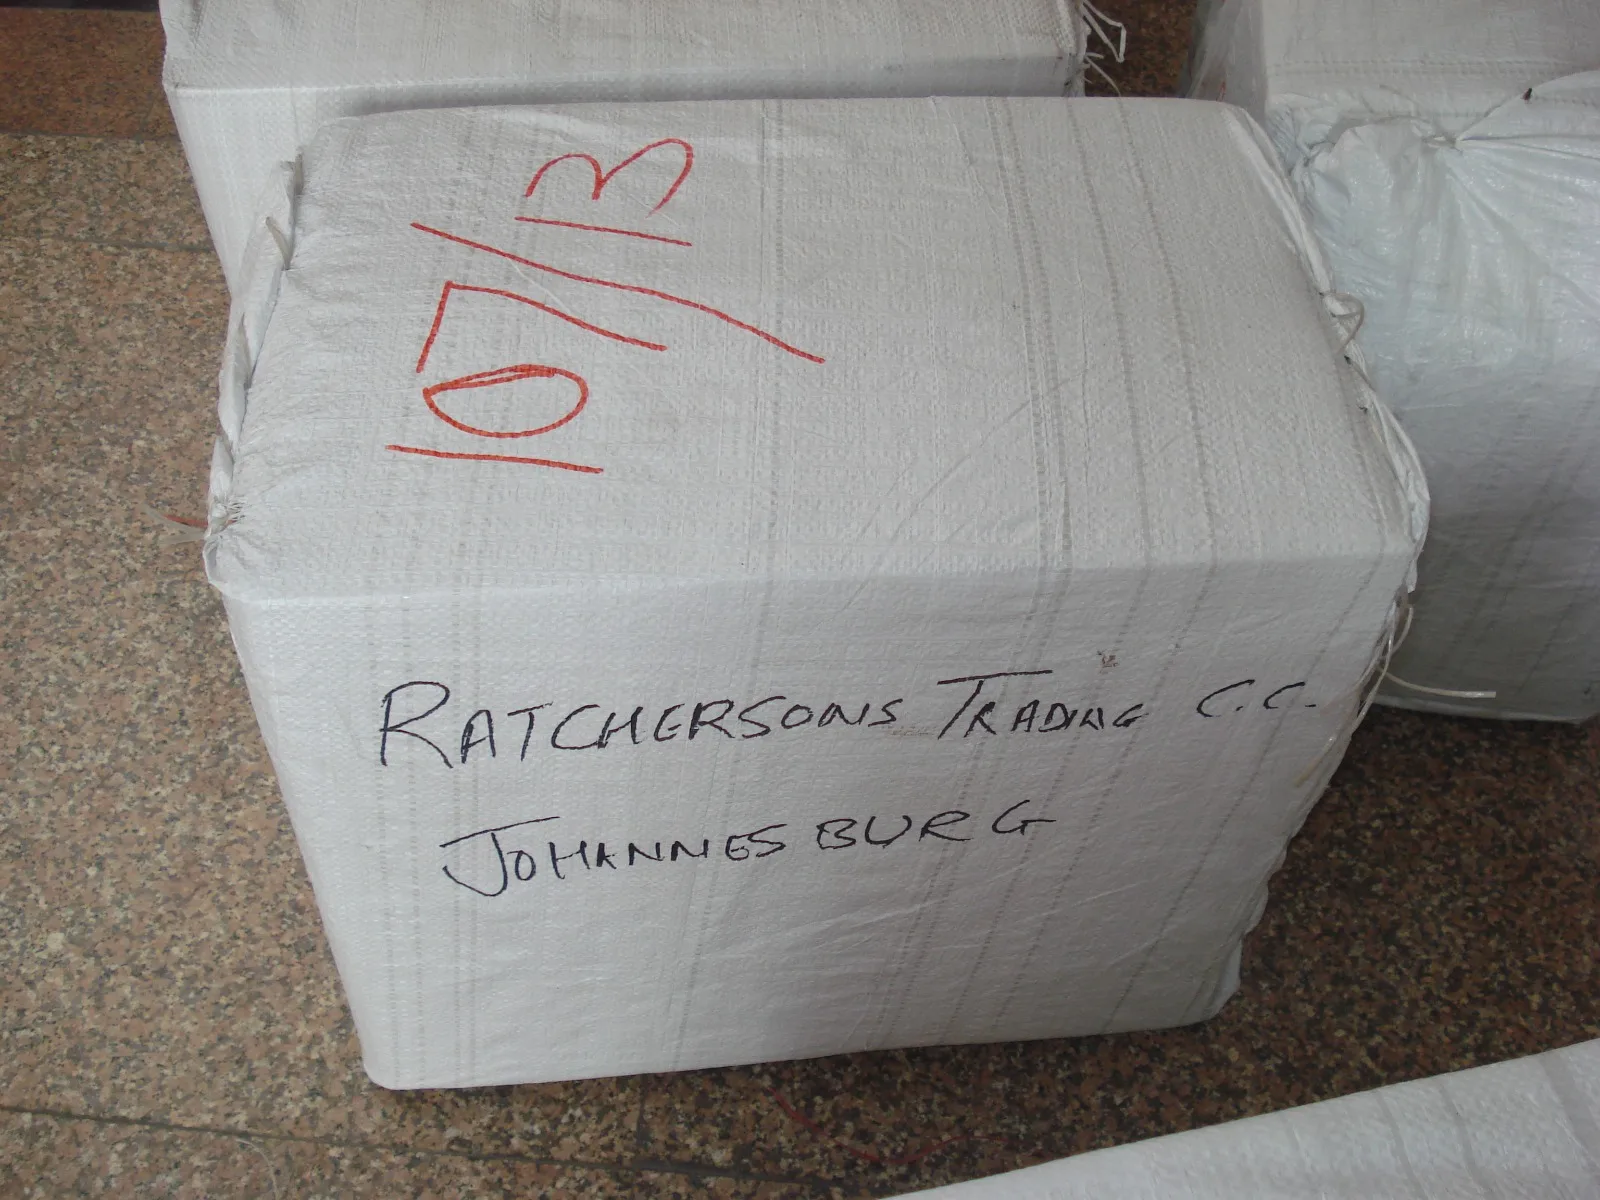 107/13
RATCHERSONS TRADING C.C.
JOHANNESBURG